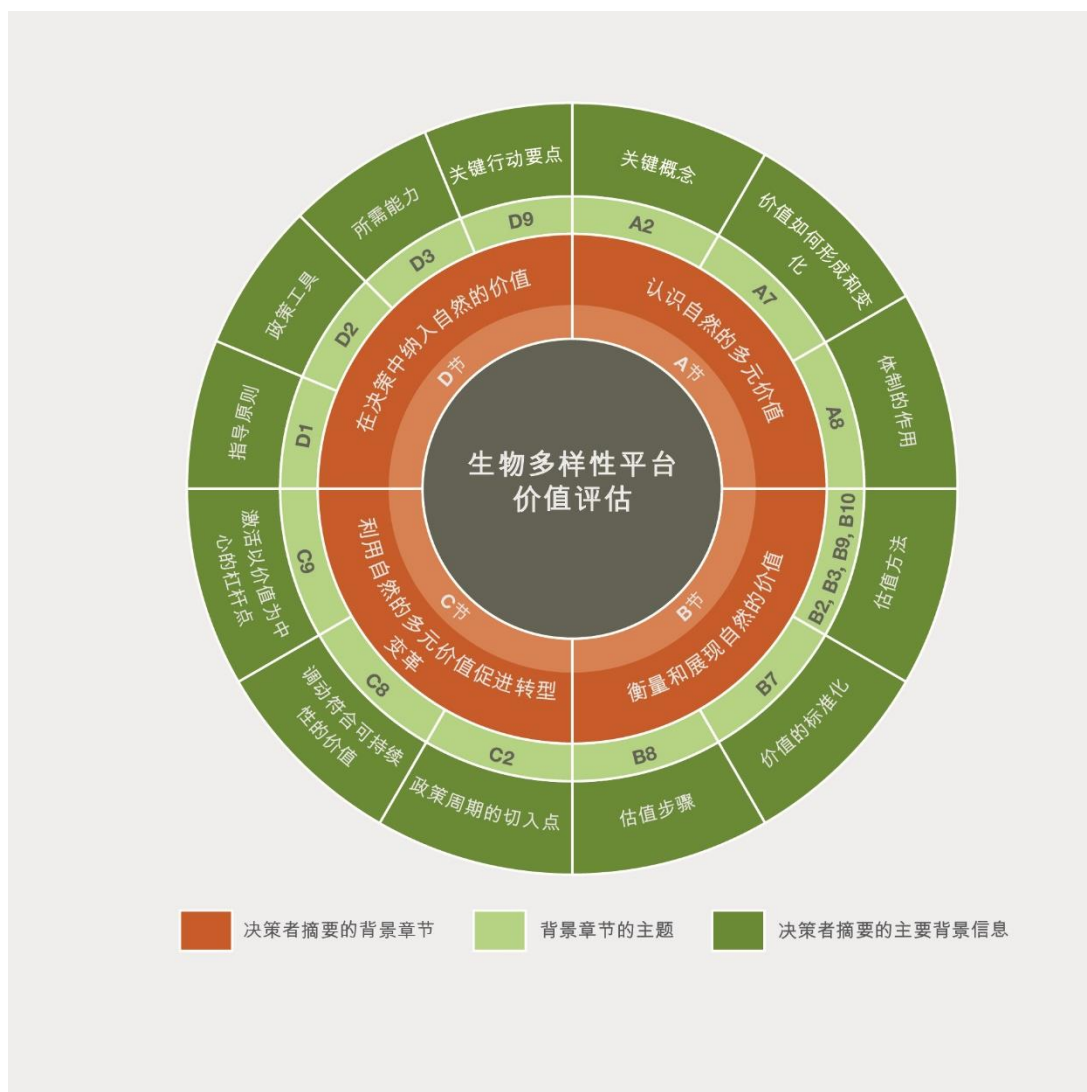 生物多样性平台
价值评估
A节
认识自然的多元价值
A2
关键概念
A7
价值如何形成和变
化
A8
体制的作用
B节
衡量和展现自然的价值
B2, B3, B9, B10
估值方法
B7
价值的标准化
B8
估值步骤
C节
利用自然的多元价值促进转型
变革
C2
政策周期的切入点
C8
调动符合可持续
性的价值
C9
激活以价值为中
心的杠杆点
D节
在决策中纳入自然的价值
D1
指导原则
D2
政策工具
D3
所需能力
D9
关键行动要点
决策者摘要的背景章节
背景章节的主题
决策者摘要的主要背景信息